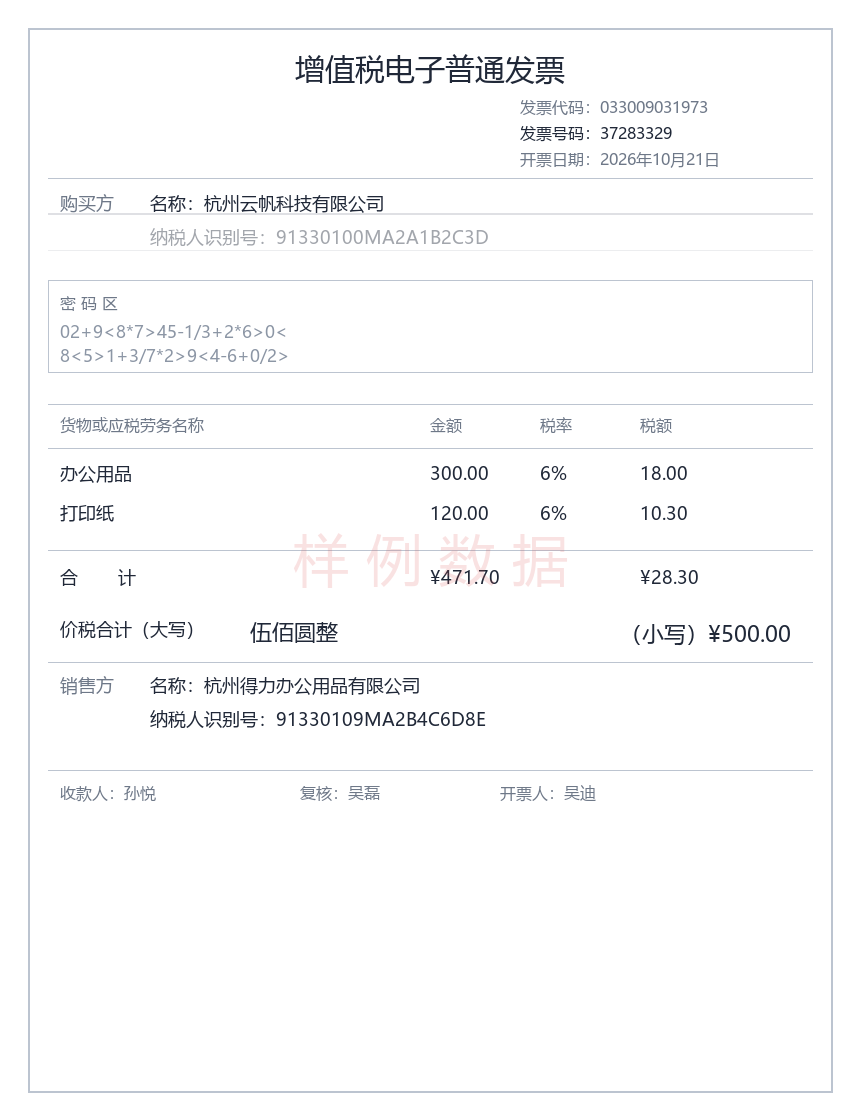 增值税电子普通发票
发票代码：033009031973
发票号码：37283329
开票日期：2026年10月21日
购买方 名称：杭州云帆科技有限公司
纳税人识别号：91330100MA2A1B2C3D
密 码 区
02+9<8*7>45-1/3+2*6>0<
8<5>1+3/7*2>9<4-6+0/2>
货物或应税劳务名称 金额 税率 税额
办公用品 300.00 6% 18.00
打印纸 120.00 6% 10.30
样例数据
合 计 ¥471.70 ¥28.30
价税合计（大写） 伍佰圆整 （小写）¥500.00
销售方 名称：杭州得力办公用品有限公司
纳税人识别号：91330109MA2B4C6D8E
收款人：孙悦 复核：吴磊 开票人：吴迪